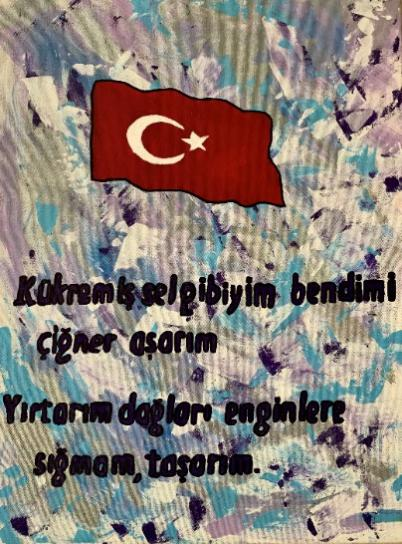 Kükremiş selgibiyim bendimi
çiğner aşarım
Yırtarım dağları enginlere
sığmam, taşarım.